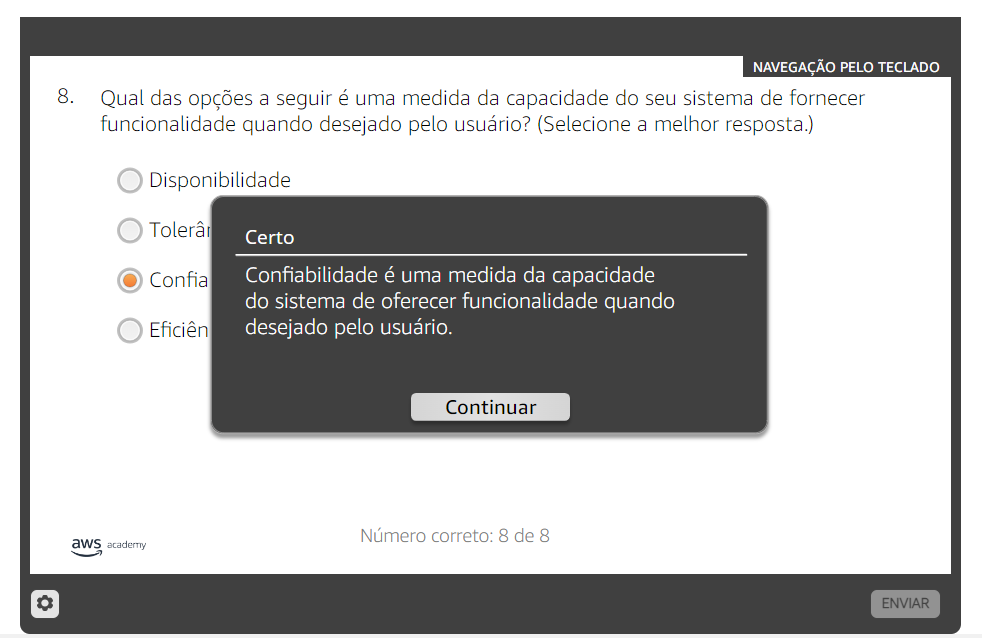 NAVEGAÇÃO PELO TECLADO
8. Qual das opções a seguir é uma medida da capacidade do seu sistema de fornecer
funcionalidade quando desejado pelo usuário? (Selecione a melhor resposta.)
Disponibilidade
Tolerân
Confia
Eficiên
Certo
Confiabilidade é uma medida da capacidade
do sistema de oferecer funcionalidade quando
desejado pelo usuário.
Continuar
Número correto: 8 de 8
aws academy
ENVIAR